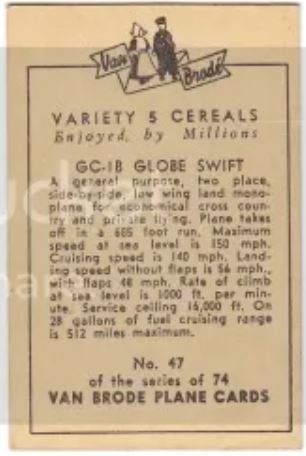 Van Brode
VARIETY 5 CEREALS
Enjoyed, by Millions
GC-1B GLOBE SWIFT
A general purpose, two place,
side-by-side, low wing land mono-
plane for economical cross coun-
try and private flying. Plane takes
off in a 685 foot run. Maximum
speed at sea level is 150 mph.
Cruising speed is 140 mph. Land-
ing speed without flaps is 56 mph.,
with flaps 48 mph. Rate of climb
at sea level is 1000 ft. per min-
ute. Service ceiling 16,000 ft. On
28 gallons of fuel cruising range
is 512 miles maximum.
No. 47
of the series of 74
VAN BRODE PLANE CARDS